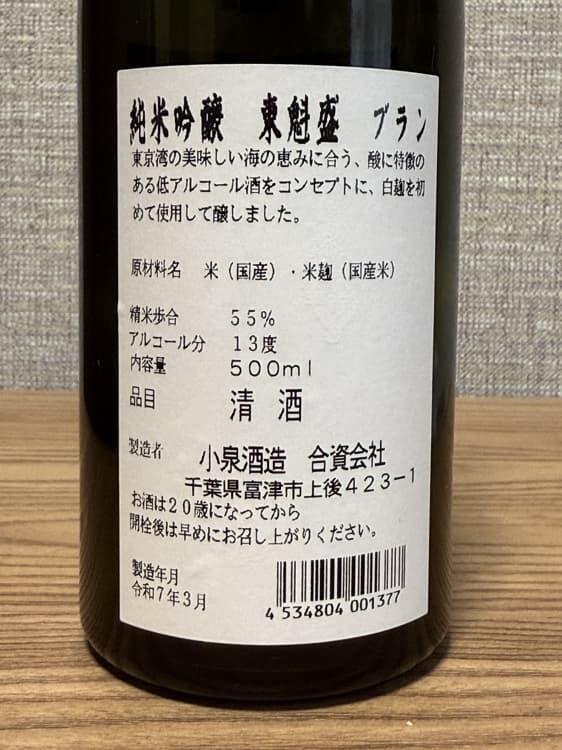 純米吟醸　東魁盛　ブラン
東京湾の美味しい海の恵みに合う、酸に特徴の
ある低アルコール酒をコンセプトに、白麹を初
めて使用して醸しました。
原材料名　米（国産）・米麹（国産米）
精米歩合　５５％
アルコール分　１３度
内容量　５００ｍｌ
品目　清酒
製造者　小泉酒造　合資会社
千葉県富津市上後４２３−１
お酒は２０歳になってから
開栓後は早めにお召し上がりください。
製造年月
令和７年３月
4 534804 001377